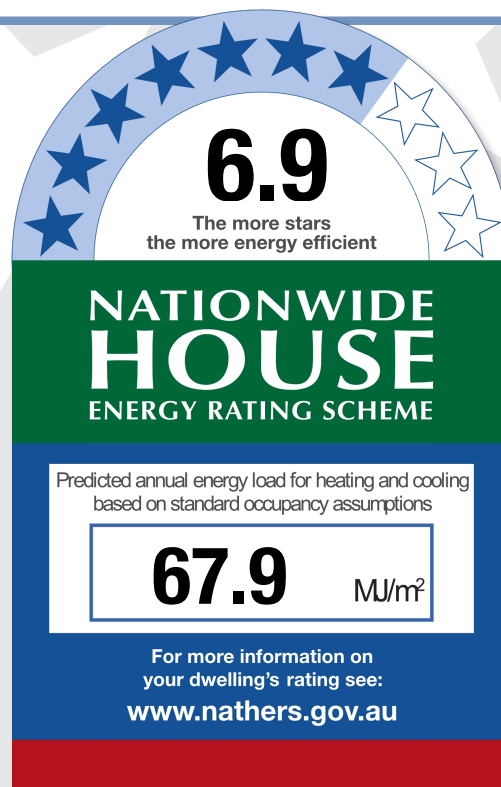 6.9
The more stars
the more energy efficient
NATIONWIDE
HOUSE
ENERGY RATING SCHEME
Predicted annual energy load for heating and cooling
based on standard occupancy assumptions
67.9 MJ/m²
For more information on
your dwelling's rating see:
www.nathers.gov.au